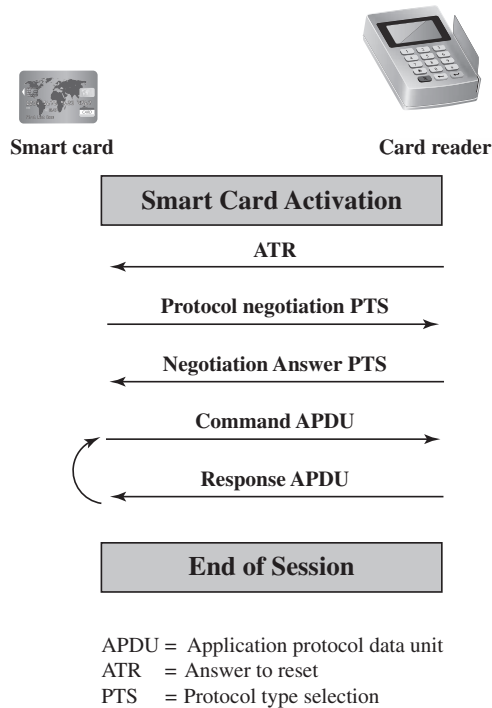 Smart card
Card reader
Smart Card Activation
ATR
Protocol negotiation PTS
Negotiation Answer PTS
Command APDU
Response APDU
End of Session
APDU = Application protocol data unit
ATR = Answer to reset
PTS = Protocol type selection